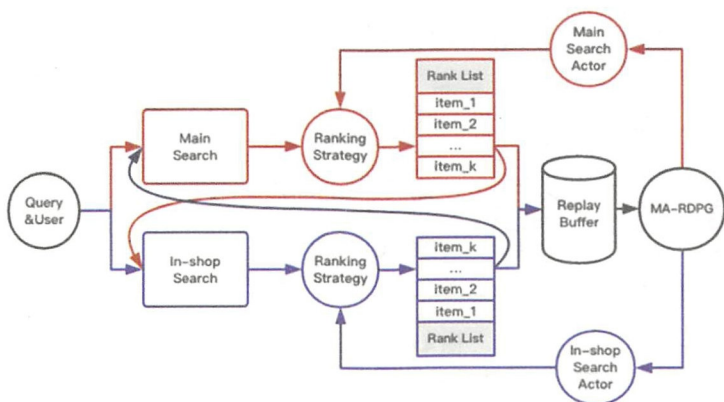 Main
Search
Actor
Rank List
item_1
item_2
...
item_k
Main
Search
Ranking
Strategy
Query
&User
Replay
Buffer
MA-RDPG
In-shop
Search
Ranking
Strategy
item_k
...
item_2
item_1
Rank List
In-shop
Search
Actor